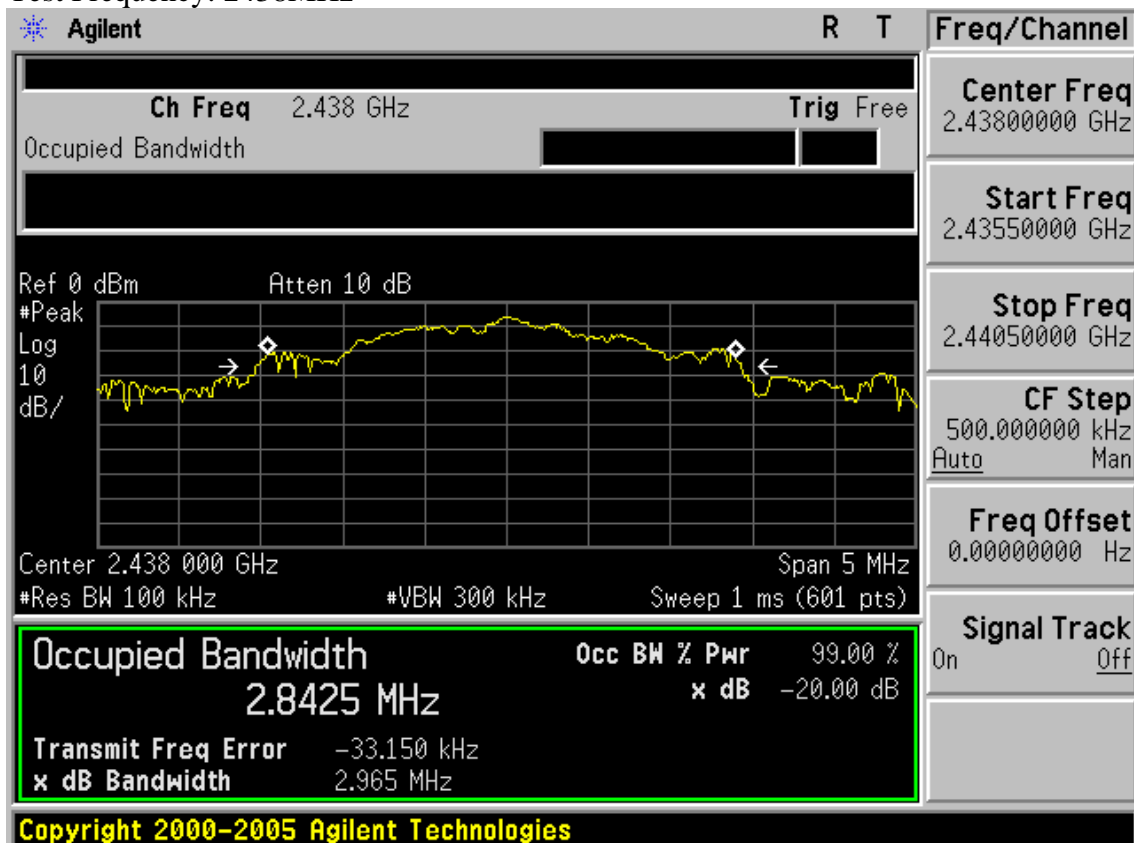 Test Frequency: 2438MHz
Agilent R T Freq/Channel
Ch Freq 2.438 GHz Trig Free
Occupied Bandwidth
Center Freq
2.43800000 GHz
Start Freq
2.43550000 GHz
Stop Freq
2.44050000 GHz
CF Step
500.000000 kHz
Auto Man
Freq Offset
0.00000000 Hz
Signal Track
On Off
Ref 0 dBm Atten 10 dB
#Peak
Log
10
dB/
Center 2.438 000 GHz Span 5 MHz
#Res BW 100 kHz #VBW 300 kHz Sweep 1 ms (601 pts)
Occupied Bandwidth Occ BW % Pwr 99.00 %
2.8425 MHz x dB -20.00 dB
Transmit Freq Error -33.150 kHz
x dB Bandwidth 2.965 MHz
Copyright 2000-2005 Agilent Technologies